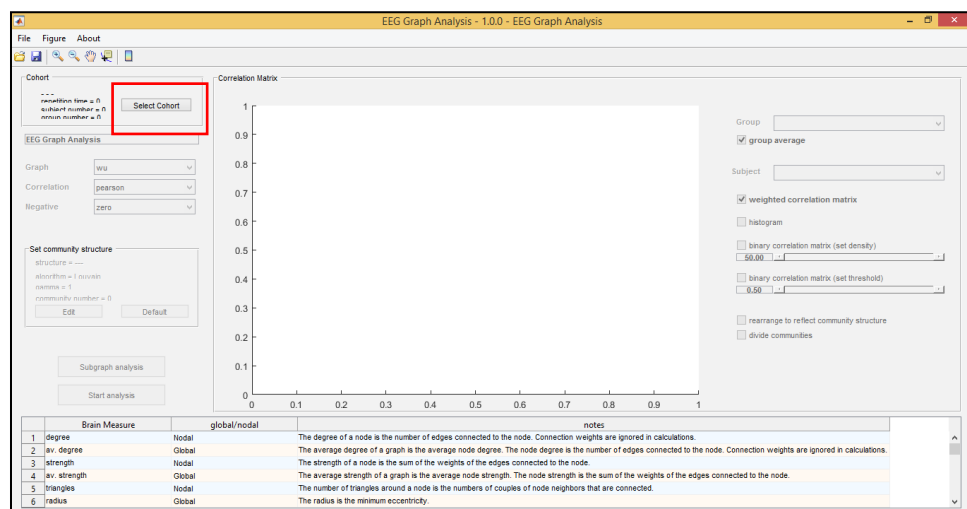 EEG Graph Analysis - 1.0.0 - EEG Graph Analysis
File Figure About
Cohort
- - -
repetition time = 0
subject number = 0
group number = 0
Select Cohort
EEG Graph Analysis
Graph wu
Correlation pearson
Negative zero
Set community structure
structure = ---
algorithm = Louvain
gamma = 1
community number = 0
Edit Default
Subgraph analysis
Start analysis
Correlation Matrix
1
0.9
0.8
0.7
0.6
0.5
0.4
0.3
0.2
0.1
0
0 0.1 0.2 0.3 0.4 0.5 0.6 0.7 0.8 0.9 1
Group
group average
Subject
weighted correlation matrix
histogram
binary correlation matrix (set density)
50.00
binary correlation matrix (set threshold)
0.50
rearrange to reflect community structure
divide communities
Brain Measure global/nodal notes
1 degree Nodal The degree of a node is the number of edges connected to the node. Connection weights are ignored in calculations.
2 av. degree Global The average degree of a graph is the average node degree. The node degree is the number of edges connected to the node. Connection weights are ignored in calculations.
3 strength Nodal The strength of a node is the sum of the weights of the edges connected to the node.
4 av. strength Global The average strength of a graph is the average node strength. The node strength is the sum of the weights of the edges connected to the node.
5 triangles Nodal The number of triangles around a node is the numbers of couples of node neighbors that are connected.
6 radius Global The radius is the minimum eccentricity.